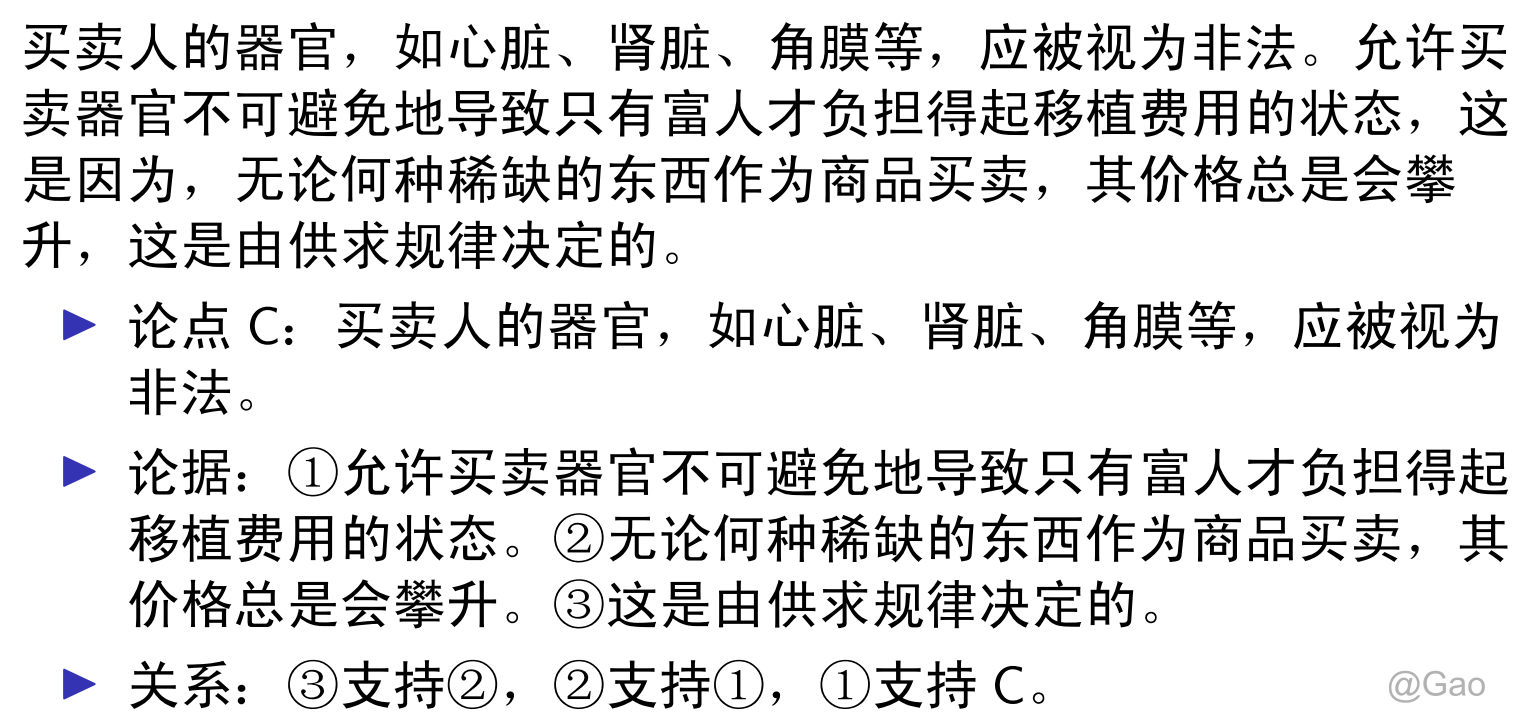 买卖人的器官，如心脏、肾脏、角膜等，应被视为非法。允许买
卖器官不可避免地导致只有富人才负担得起移植费用的状态，这
是因为，无论何种稀缺的东西作为商品买卖，其价格总是会攀
升，这是由供求规律决定的。
▶ 论点 C：买卖人的器官，如心脏、肾脏、角膜等，应被视为
非法。
▶ 论据：①允许买卖器官不可避免地导致只有富人才负担得起
移植费用的状态。②无论何种稀缺的东西作为商品买卖，其
价格总是会攀升。③这是由供求规律决定的。
▶ 关系：③支持②，②支持①，①支持 C。
@Gao